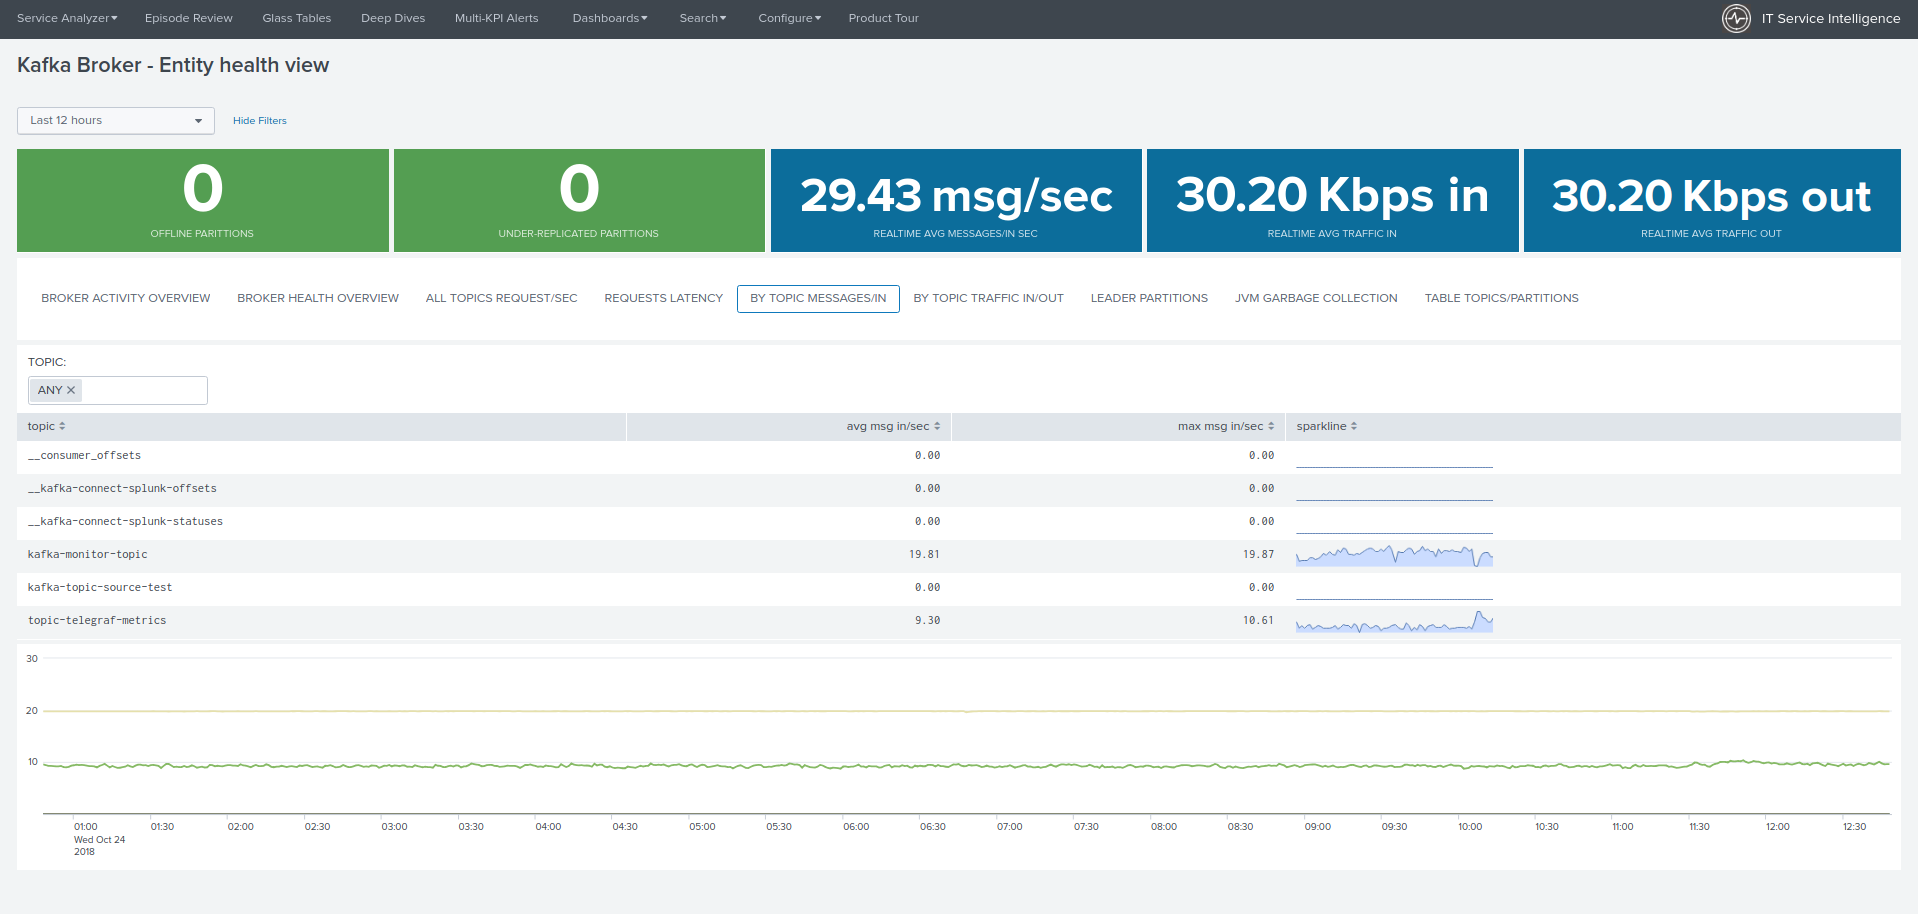 Service Analyzer Episode Review Glass Tables Deep Dives Multi-KPI Alerts Dashboards Search Configure Product Tour IT Service Intelligence
Kafka Broker - Entity health view
Last 12 hours Hide Filters
0 0 29.43 msg/sec 30.20 Kbps in 30.20 Kbps out
OFFLINE PARITTIONS UNDER-REPLICATED PARITTIONS REALTIME AVG MESSAGES/IN SEC REALTIME AVG TRAFFIC IN REALTIME AVG TRAFFIC OUT
BROKER ACTIVITY OVERVIEW BROKER HEALTH OVERVIEW ALL TOPICS REQUEST/SEC REQUESTS LATENCY BY TOPIC MESSAGES/IN BY TOPIC TRAFFIC IN/OUT LEADER PARTITIONS JVM GARBAGE COLLECTION TABLE TOPICS/PARTITIONS
TOPIC:
ANY ×
topic avg msg in/sec max msg in/sec sparkline
__consumer_offsets 0.00 0.00
__kafka-connect-splunk-offsets 0.00 0.00
__kafka-connect-splunk-statuses 0.00 0.00
kafka-monitor-topic 19.81 19.87
kafka-topic-source-test 0.00 0.00
topic-telegraf-metrics 9.30 10.61
30
20
10
01:00 01:30 02:00 02:30 03:00 03:30 04:00 04:30 05:00 05:30 06:00 06:30 07:00 07:30 08:00 08:30 09:00 09:30 10:00 10:30 11:00 11:30 12:00 12:30
Wed Oct 24
2018